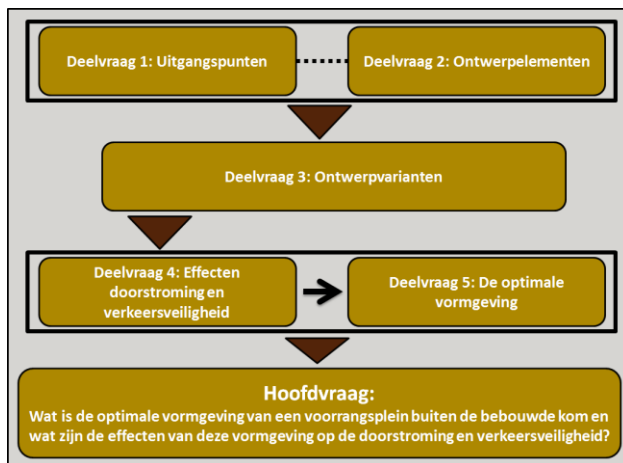 Deelvraag 1: Uitgangspunten
Deelvraag 2: Ontwerpelementen
Deelvraag 3: Ontwerpvarianten
Deelvraag 4: Effecten
doorstroming en
verkeersveiligheid
Deelvraag 5: De optimale
vormgeving
Hoofdvraag:
Wat is de optimale vormgeving van een voorrangsplein buiten de bebouwde kom en
wat zijn de effecten van deze vormgeving op de doorstroming en verkeersveiligheid?